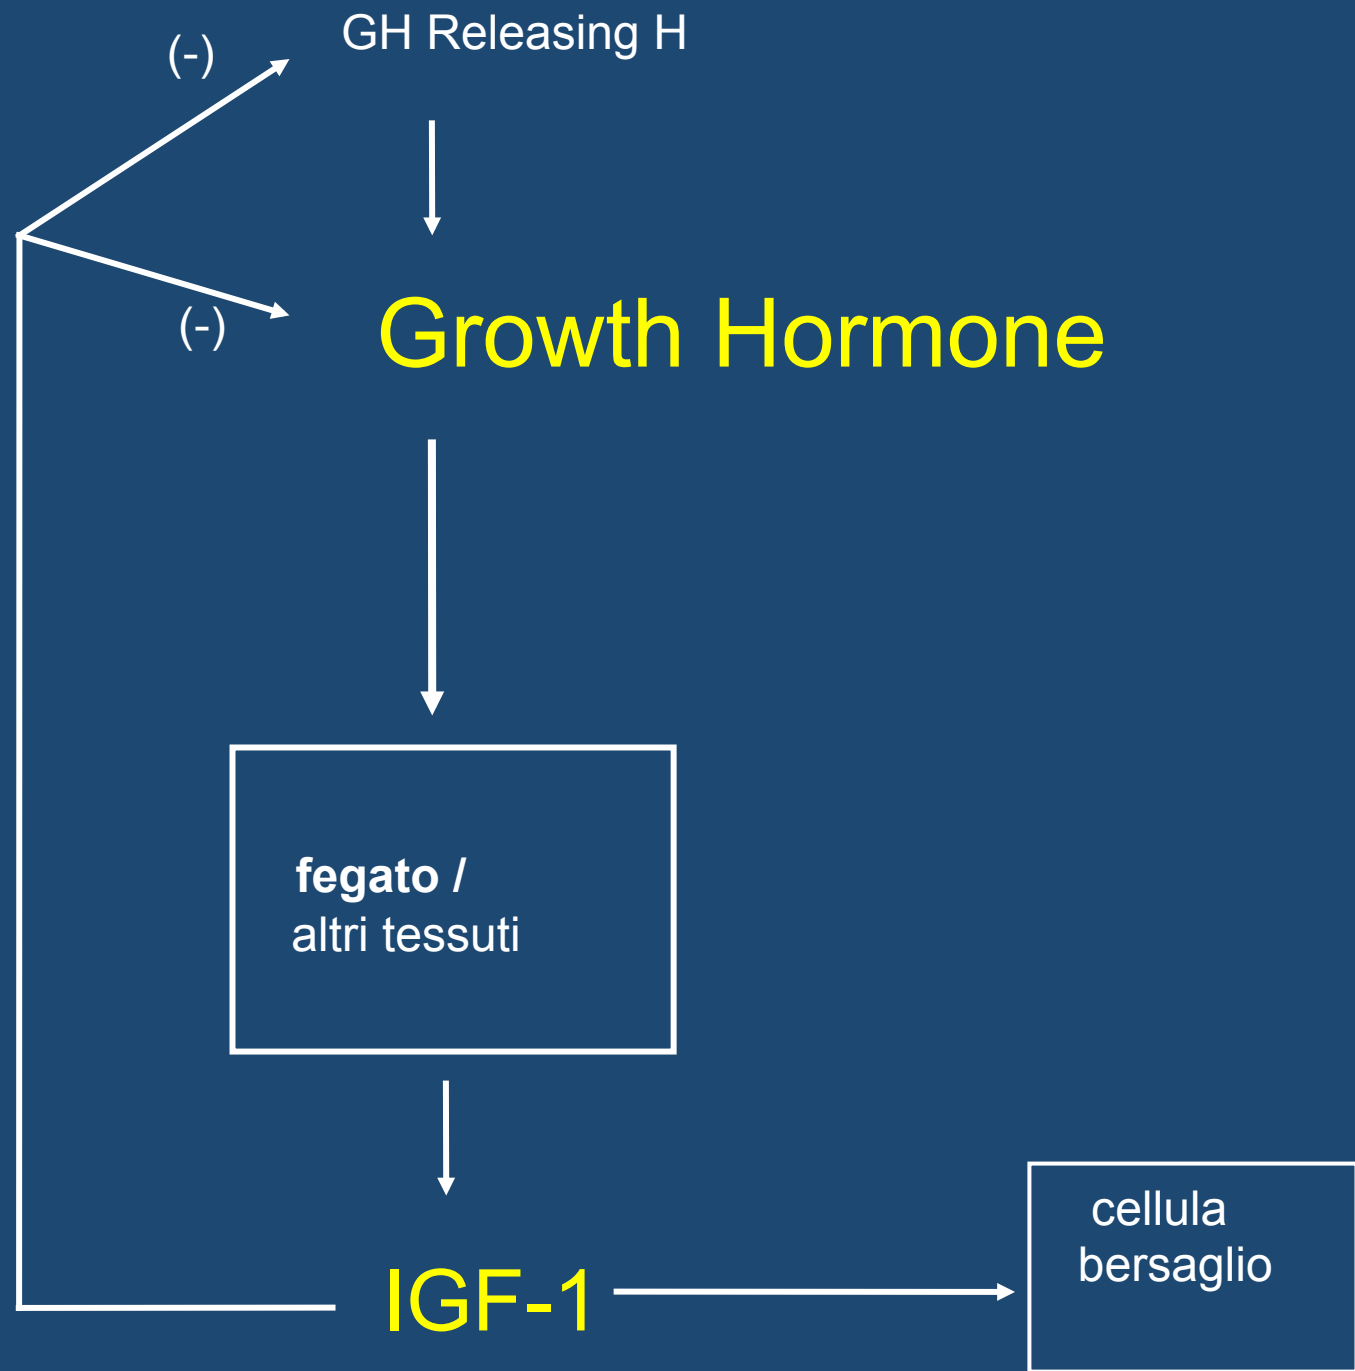 GH Releasing H
(-)
(-)
Growth Hormone
fegato /
altri tessuti
IGF-1
cellula
bersaglio